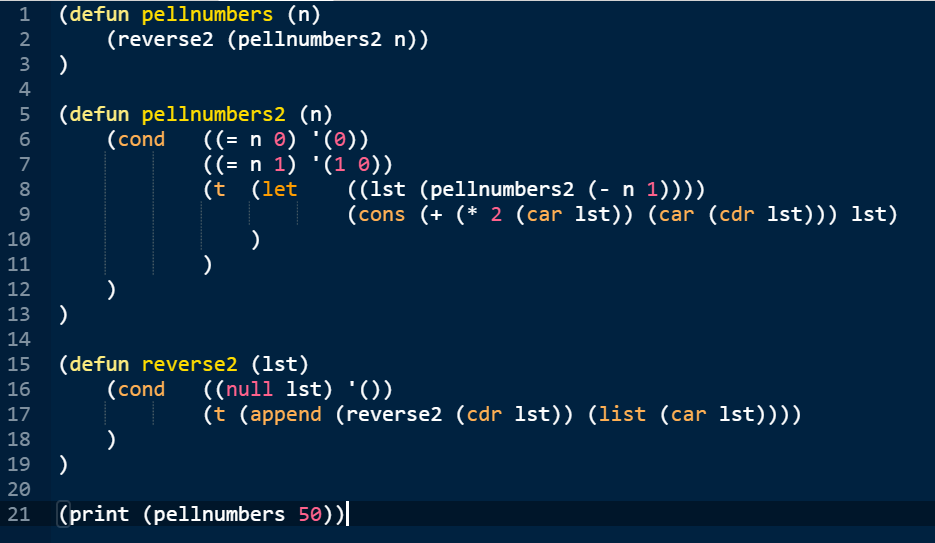 1 (defun pellnumbers (n)
2     (reverse2 (pellnumbers2 n))
3 )
4
5 (defun pellnumbers2 (n)
6     (cond   ((= n 0) '(0))
7             ((= n 1) '(1 0))
8             (t  (let    ((lst (pellnumbers2 (- n 1))))
9                         (cons (+ (* 2 (car lst)) (car (cdr lst))) lst)
10                 )
11             )
12     )
13 )
14
15 (defun reverse2 (lst)
16     (cond   ((null lst) '())
17             (t (append (reverse2 (cdr lst)) (list (car lst))))
18     )
19 )
20
21 (print (pellnumbers 50))